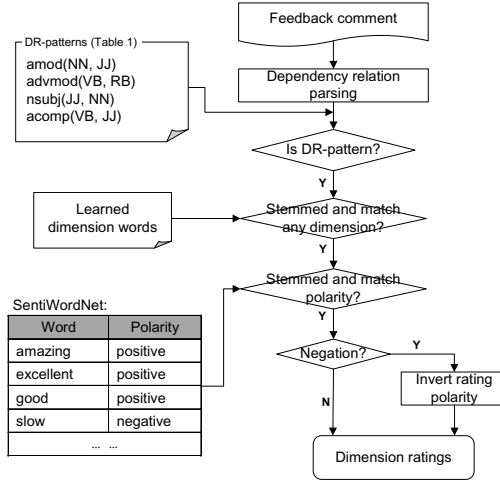 Feedback comment
DR-patterns (Table 1)
amod(NN, JJ)
advmod(VB, RB)
nsubj(JJ, NN)
acomp(VB, JJ)
Dependency relation
parsing
Is DR-pattern?
Y
Learned
dimension words
Stemmed and match
any dimension?
Y
Stemmed and match
polarity?
Y
SentiWordNet:
Word Polarity
amazing positive
excellent positive
good positive
slow negative
... ...
Negation?
Y
N
Invert rating
polarity
Dimension ratings